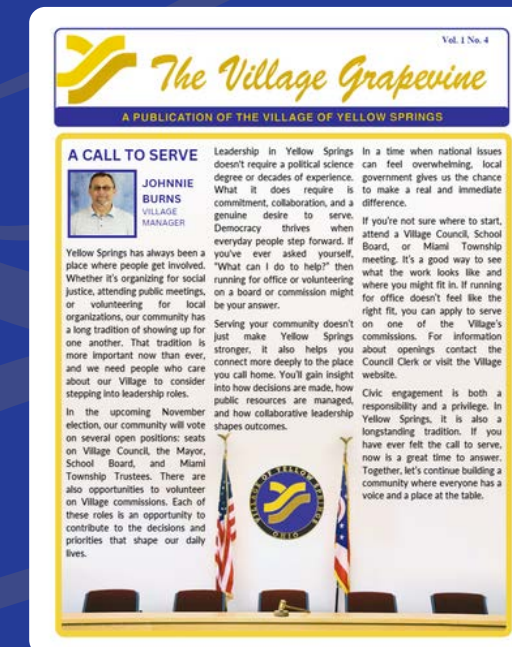 Vol. 1 No. 4
The Village Grapevine
A PUBLICATION OF THE VILLAGE OF YELLOW SPRINGS
A CALL TO SERVE
JOHNNIE
BURNS
VILLAGE
MANAGER
Yellow Springs has always been a
place where people get involved.
Whether it's organizing for social
justice, attending public meetings,
or volunteering for local
organizations, our community has
a long tradition of showing up for
one another. That tradition is
more important now than ever,
and we need people who care
about our Village to consider
stepping into leadership roles.
In the upcoming November
election, our community will vote
on several open positions: seats
on Village Council, the Mayor,
School Board, and Miami
Township Trustees. There are
also opportunities to volunteer
on Village commissions. Each of
these roles is an opportunity to
contribute to the decisions and
priorities that shape our daily
lives.
Leadership in Yellow Springs
doesn't require a political science
degree or decades of experience.
What it does require is
commitment, collaboration, and a
genuine desire to serve.
Democracy thrives when
everyday people step forward. If
you've ever asked yourself,
"What can I do to help?" then
running for office or volunteering
on a board or commission might
be your answer.
Serving your community doesn't
just make Yellow Springs
stronger, it also helps you
connect more deeply to the place
you call home. You'll gain insight
into how decisions are made, how
public resources are managed,
and how collaborative leadership
shapes outcomes.
In a time when national issues
can feel overwhelming, local
government gives us the chance
to make a real and immediate
difference.
If you're not sure where to start,
attend a Village Council, School
Board, or Miami Township
meeting. It's a good way to see
what the work looks like and
where you might fit in. If running
for office doesn't feel like the
right fit, you can apply to serve
on one of the Village's
commissions. For information
about openings contact the
Council Clerk or visit the Village
website.
Civic engagement is both a
responsibility and a privilege. In
Yellow Springs, it is also a
longstanding tradition. If you
have ever felt the call to serve,
now is a great time to answer.
Together, let's continue building a
community where everyone has a
voice and a place at the table.
VILLAGE OF YELLOW SPRINGS
OHIO